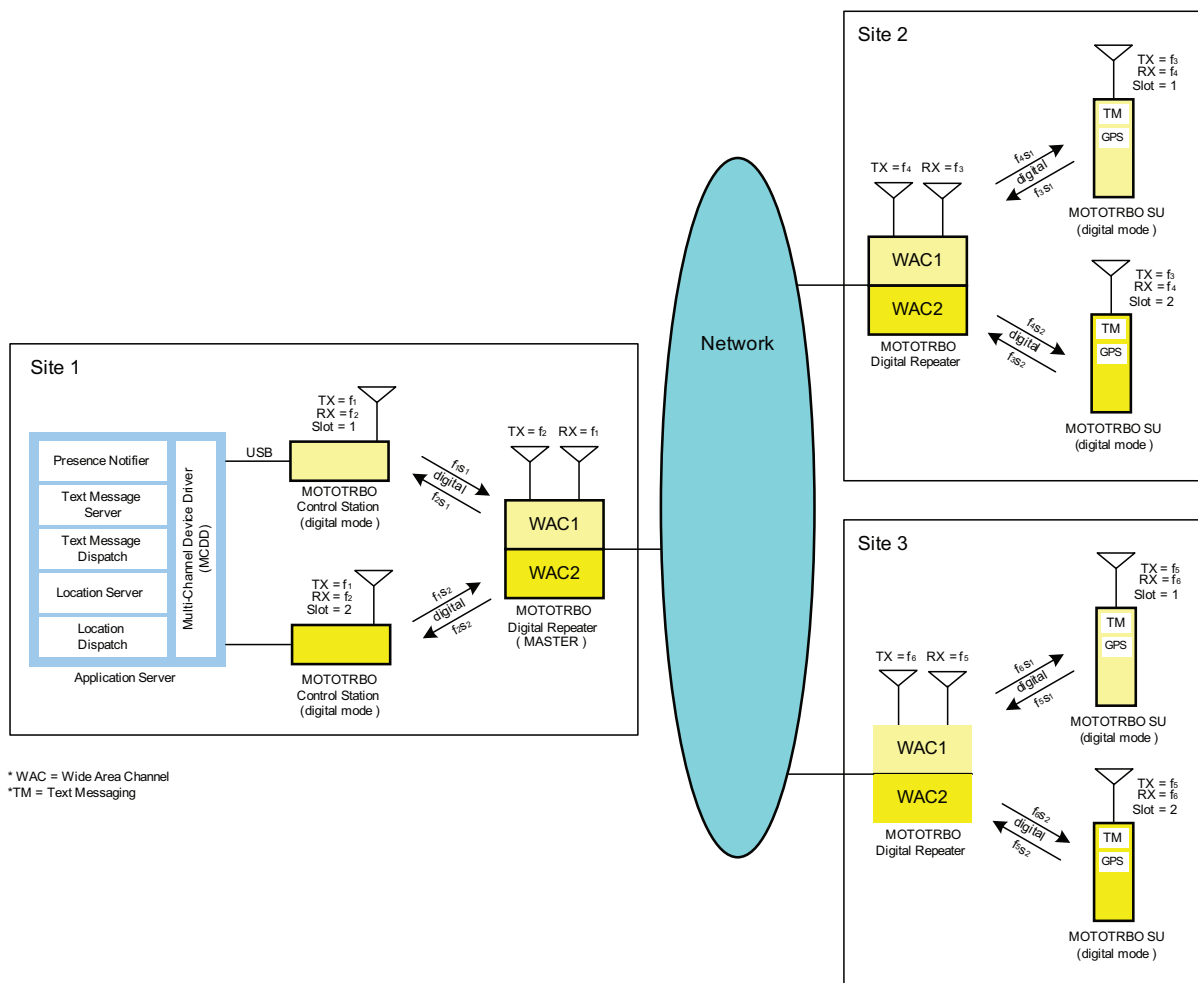 Site 1
Presence Notifier
Text Message
Server
Text Message
Dispatch
Location Server
Location
Dispatch
Multi-Channel Device Driver
(MCDD)
Application Server
USB
TX = f₁
RX = f₂
Slot = 1
MOTOTRBO
Control Station
(digital mode )
TX = f₁
RX = f₂
Slot = 2
MOTOTRBO
Control Station
(digital mode )
f₁s₁
digital
f₂s₁
f₁s₂
digital
f₂s₂
TX = f₂
RX = f₁
WAC1
WAC2
MOTOTRBO
Digital Repeater
( MASTER )
Network
Site 2
TX = f₄
RX = f₃
WAC1
WAC2
MOTOTRBO
Digital Repeater
f₄s₁
digital
f₃s₁
f₄s₂
digital
f₃s₂
TX = f₃
RX = f₄
Slot = 1
TM
GPS
MOTOTRBO SU
(digital mode )
TX = f₃
RX = f₄
Slot = 2
TM
GPS
MOTOTRBO SU
(digital mode )
Site 3
TX = f₆
RX = f₅
WAC1
WAC2
MOTOTRBO
Digital Repeater
f₆s₁
digital
f₅s₁
f₆s₂
digital
f₅s₂
TX = f₅
RX = f₆
Slot = 1
TM
GPS
MOTOTRBO SU
(digital mode )
TX = f₅
RX = f₆
Slot = 2
TM
GPS
MOTOTRBO SU
(digital mode )
* WAC = Wide Area Channel
*TM = Text Messaging